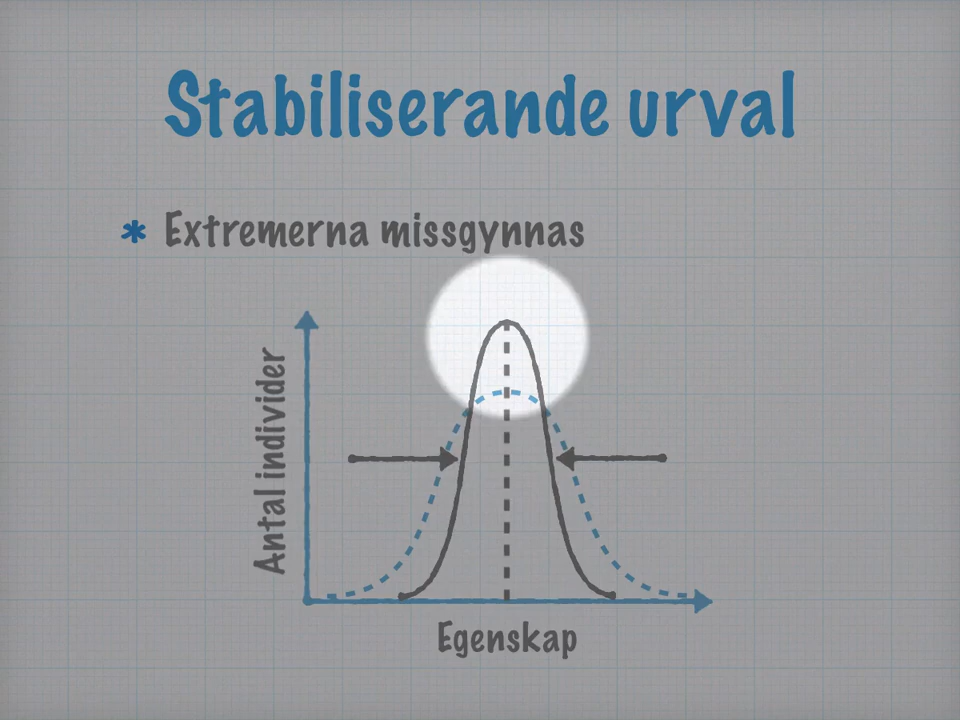 Stabiliserande urval
* Extremerna missgynnas
Antal individer
Egenskap